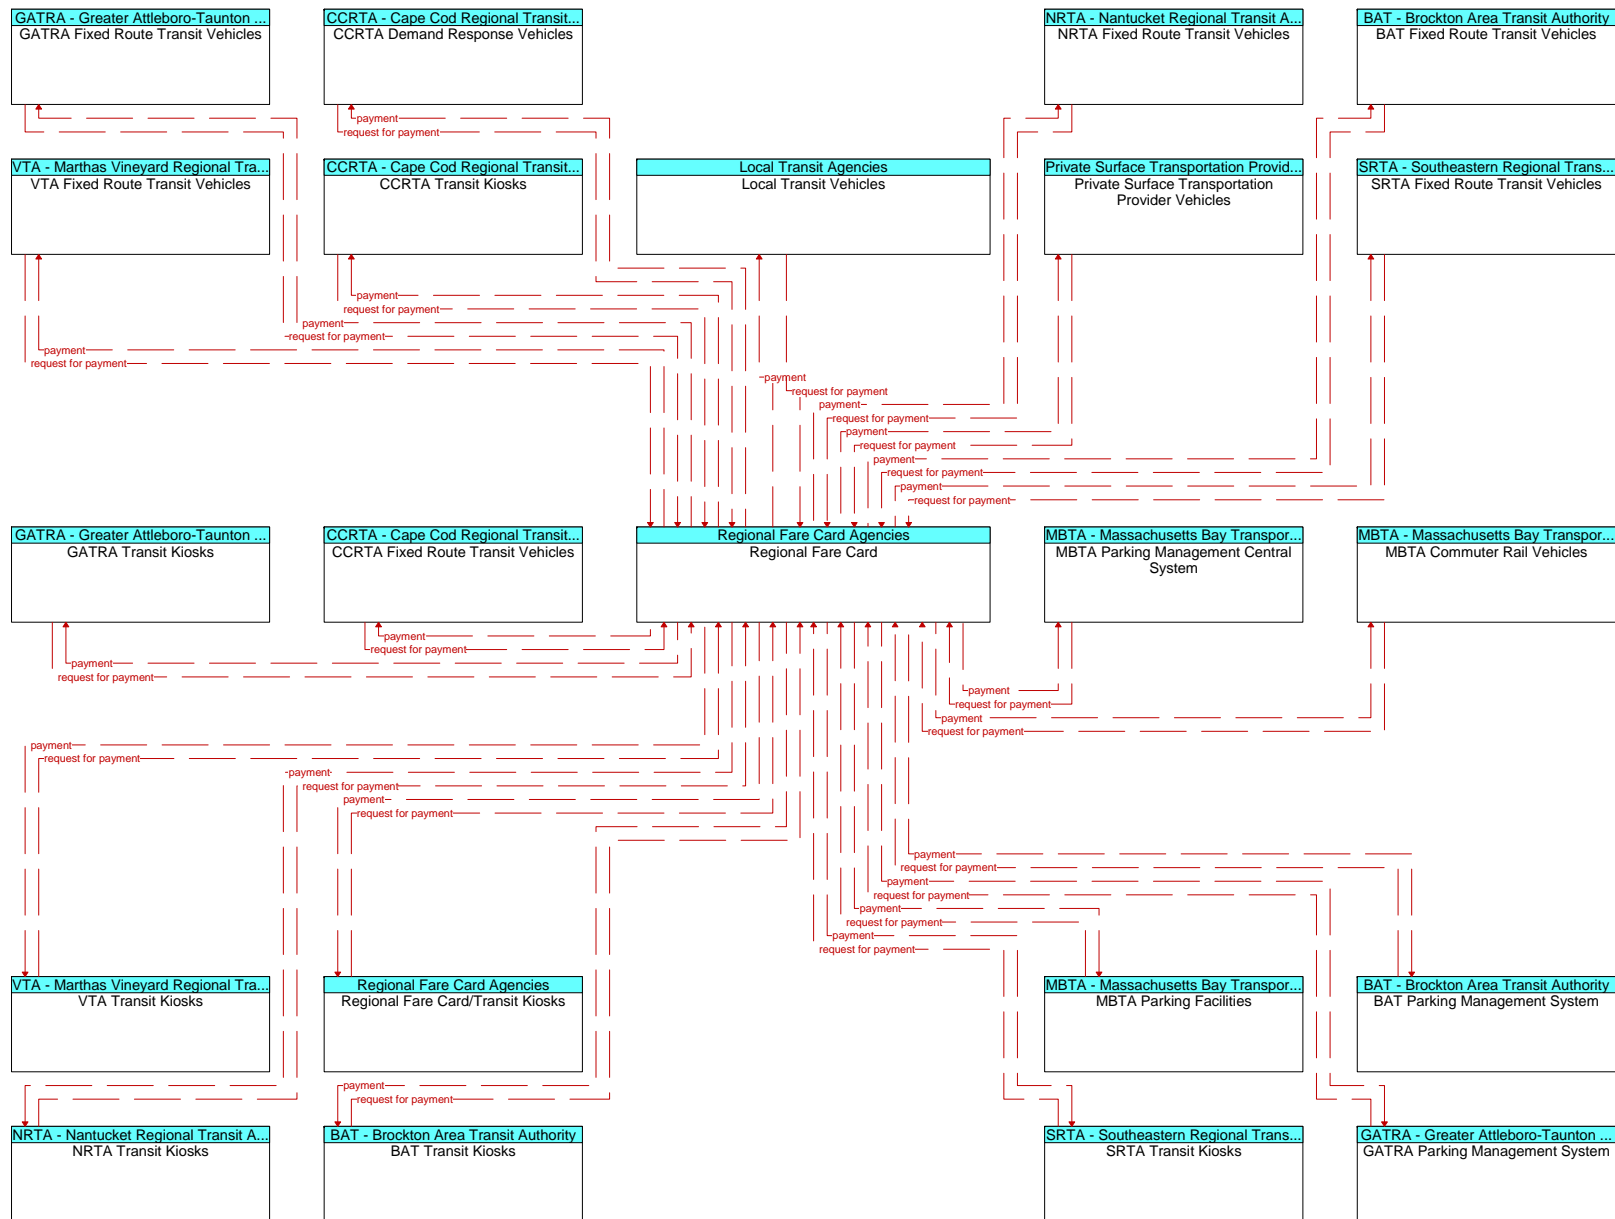 GATRA - Greater Attleboro-Taunton ...
GATRA Fixed Route Transit Vehicles
CCRTA - Cape Cod Regional Transit...
CCRTA Demand Response Vehicles
NRTA - Nantucket Regional Transit A...
NRTA Fixed Route Transit Vehicles
BAT - Brockton Area Transit Authority
BAT Fixed Route Transit Vehicles
payment
request for payment
VTA - Marthas Vineyard Regional Tra...
VTA Fixed Route Transit Vehicles
CCRTA - Cape Cod Regional Transit...
CCRTA Transit Kiosks
Local Transit Agencies
Local Transit Vehicles
Private Surface Transportation Provid...
Private Surface Transportation
Provider Vehicles
SRTA - Southeastern Regional Trans...
SRTA Fixed Route Transit Vehicles
payment
request for payment
payment
request for payment
payment
request for payment
payment
request for payment
payment
request for payment
payment
request for payment
payment
request for payment
payment
request for payment
GATRA - Greater Attleboro-Taunton ...
GATRA Transit Kiosks
CCRTA - Cape Cod Regional Transit...
CCRTA Fixed Route Transit Vehicles
Regional Fare Card Agencies
Regional Fare Card
MBTA - Massachusetts Bay Transpor...
MBTA Parking Management Central
System
MBTA - Massachusetts Bay Transpor...
MBTA Commuter Rail Vehicles
payment
request for payment
payment
request for payment
payment
request for payment
payment
request for payment
payment
request for payment
payment
request for payment
payment
request for payment
payment
request for payment
payment
request for payment
payment
request for payment
payment
request for payment
VTA - Marthas Vineyard Regional Tra...
VTA Transit Kiosks
Regional Fare Card Agencies
Regional Fare Card/Transit Kiosks
MBTA - Massachusetts Bay Transpor...
MBTA Parking Facilities
BAT - Brockton Area Transit Authority
BAT Parking Management System
payment
request for payment
NRTA - Nantucket Regional Transit A...
NRTA Transit Kiosks
BAT - Brockton Area Transit Authority
BAT Transit Kiosks
SRTA - Southeastern Regional Trans...
SRTA Transit Kiosks
GATRA - Greater Attleboro-Taunton ...
GATRA Parking Management System